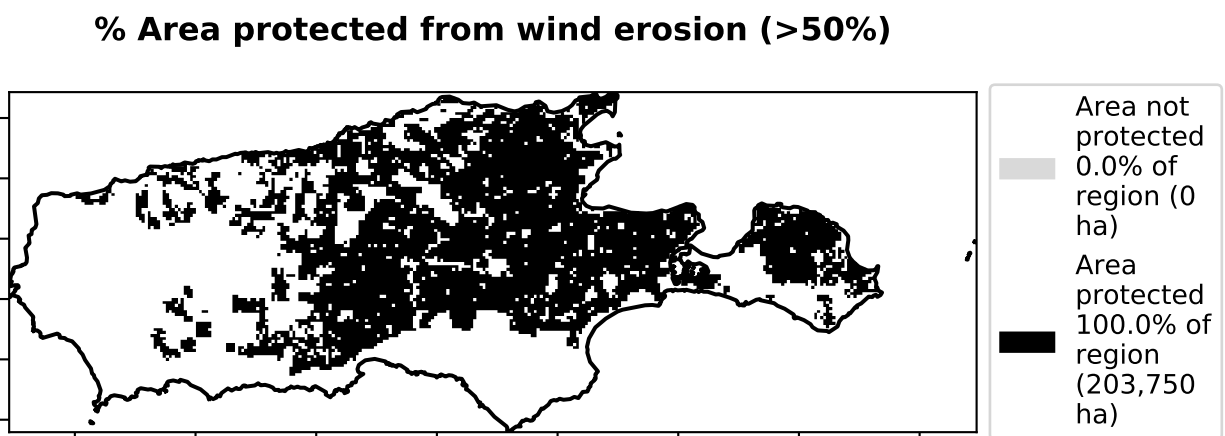 % Area protected from wind erosion (>50%)
Area not
protected
0.0% of
region (0
ha)
Area
protected
100.0% of
region
(203,750
ha)